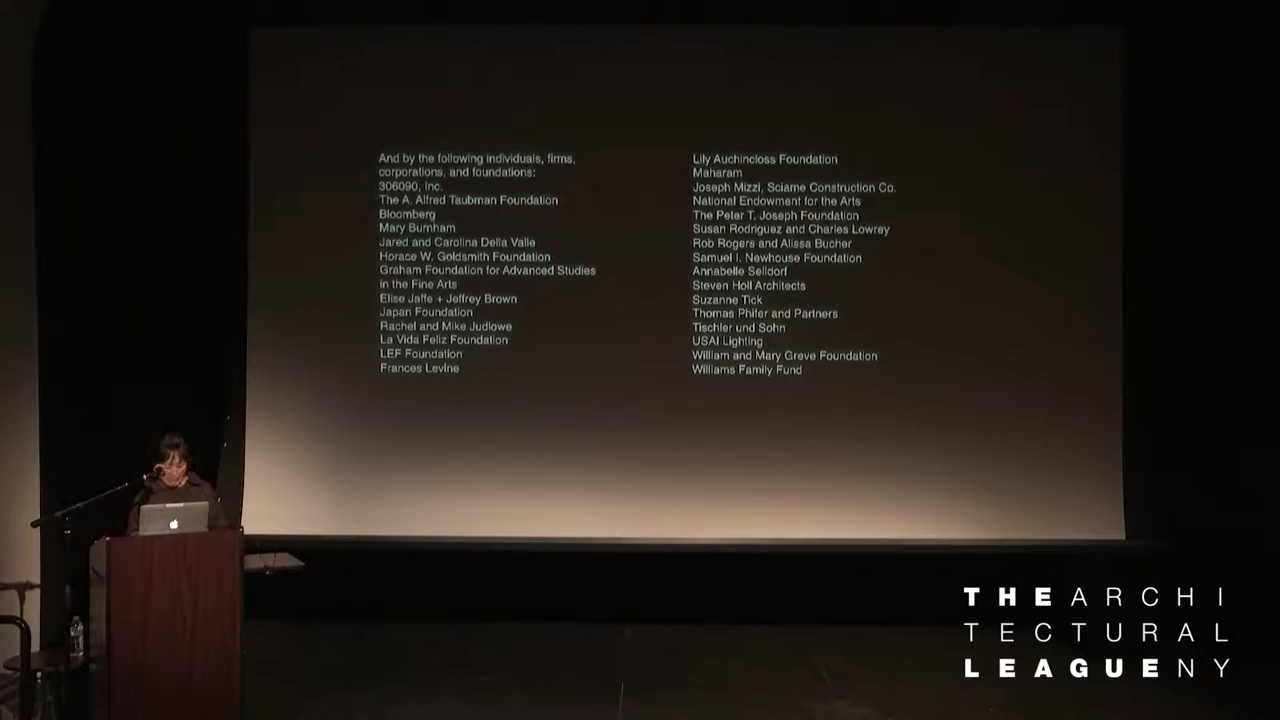 And by the following individuals, firms,
corporations, and foundations:
306090, Inc.
The A. Alfred Taubman Foundation
Bloomberg
Mary Burnham
Jared and Carolina Della Valle
Horace W. Goldsmith Foundation
Graham Foundation for Advanced Studies
in the Fine Arts
Elise Jaffe + Jeffrey Brown
Japan Foundation
Rachel and Mike Judlowe
La Vida Feliz Foundation
LEF Foundation
Frances Levine
Lily Auchincloss Foundation
Maharam
Joseph Mizzi, Sciame Construction Co.
National Endowment for the Arts
The Peter T. Joseph Foundation
Susan Rodriguez and Charles Lowrey
Rob Rogers and Alissa Bucher
Samuel I. Newhouse Foundation
Annabelle Selldorf
Steven Holl Architects
Suzanne Tick
Thomas Phifer and Partners
Tischler und Sohn
USAI Lighting
William and Mary Greve Foundation
Williams Family Fund
THE ARCHI
TECTURAL
LEAGUE NY